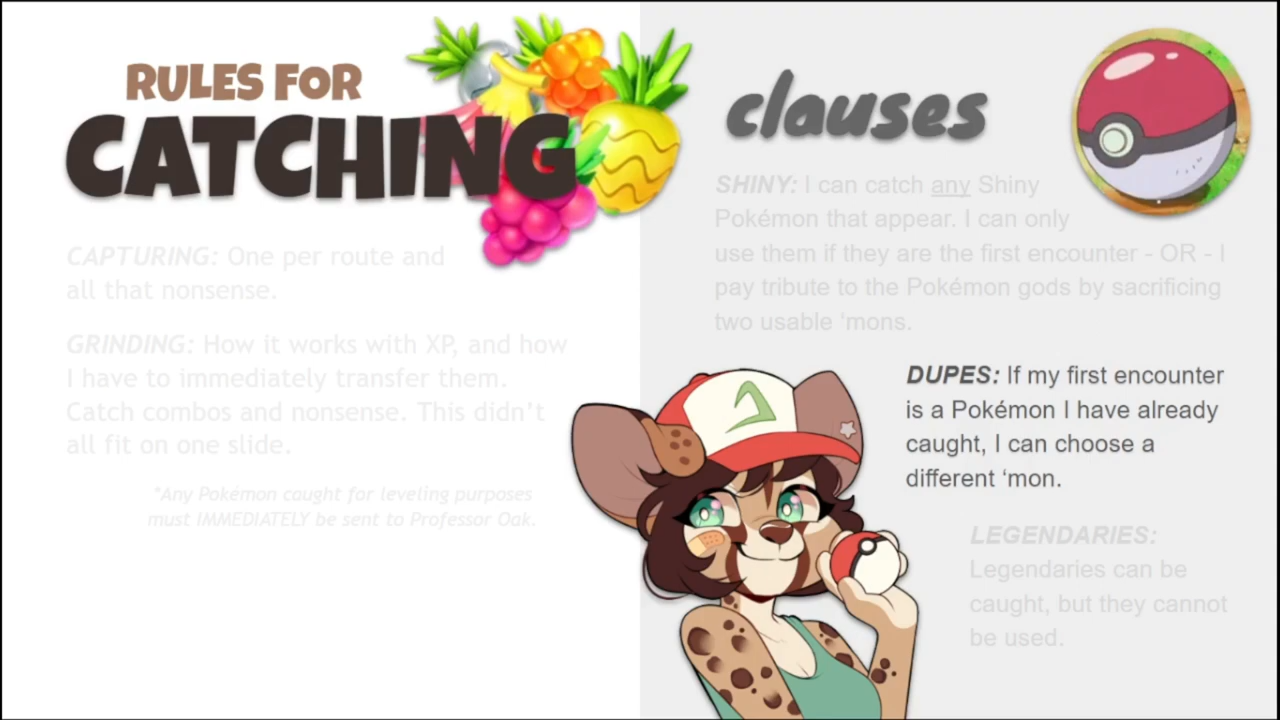 RULES FOR
CATCHING
CAPTURING: One per route and
all that nonsense.
GRINDING: How it works with XP, and how
I have to immediately transfer them.
Catch combos and nonsense. This didn't
all fit on one slide.
*Any Pokémon caught for leveling purposes
must IMMEDIATELY be sent to Professor Oak.
clauses
SHINY: I can catch any Shiny
Pokémon that appear. I can only
use them if they are the first encounter - OR - I
pay tribute to the Pokémon gods by sacrificing
two usable ‘mons.
DUPES: If my first encounter
is a Pokémon I have already
caught, I can choose a
different ‘mon.
LEGENDARIES:
Legendaries can be
caught, but they cannot
be used.